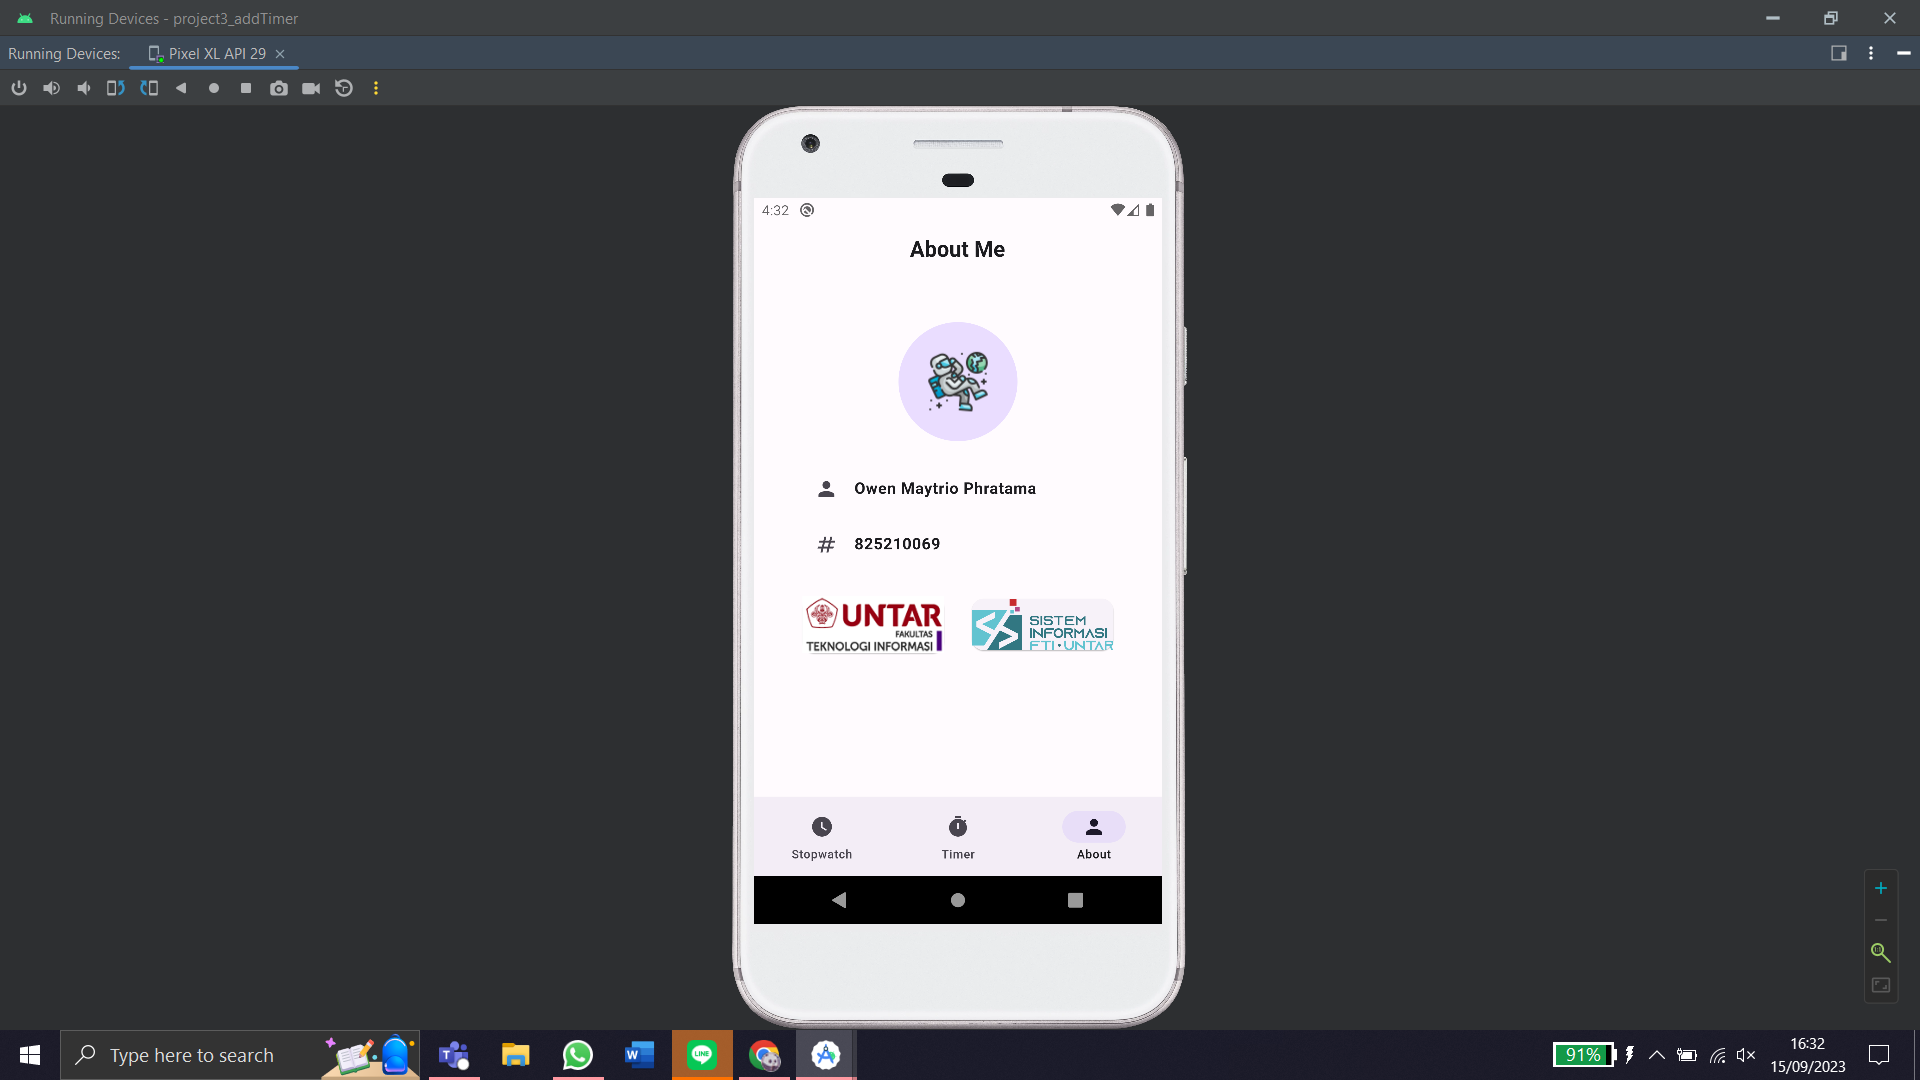 Running Devices - project3_addTimer
Running Devices: Pixel XL API 29
4:32
About Me
Owen Maytrio Phratama
# 825210069
UNTAR
FAKULTAS
TEKNOLOGI INFORMASI
SISTEM
INFORMASI
FTI•UNTAR
Stopwatch Timer About
Type here to search
LINE
91%
16:32
15/09/2023